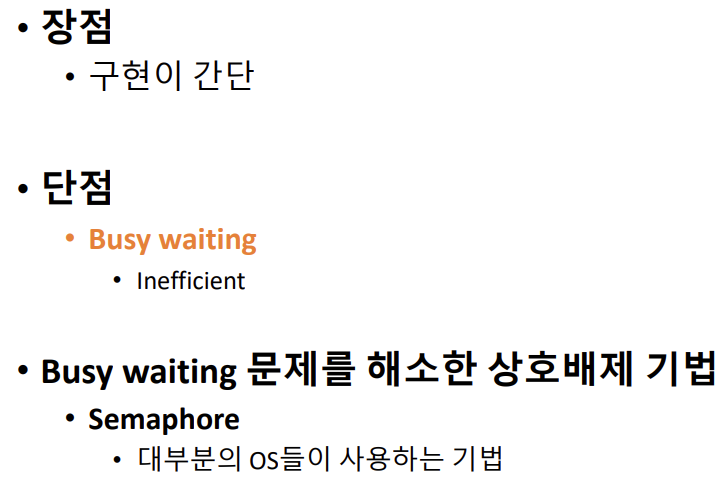 • 장점
• 구현이 간단
• 단점
• Busy waiting
• Inefficient
• Busy waiting 문제를 해소한 상호배제 기법
• Semaphore
• 대부분의 OS들이 사용하는 기법